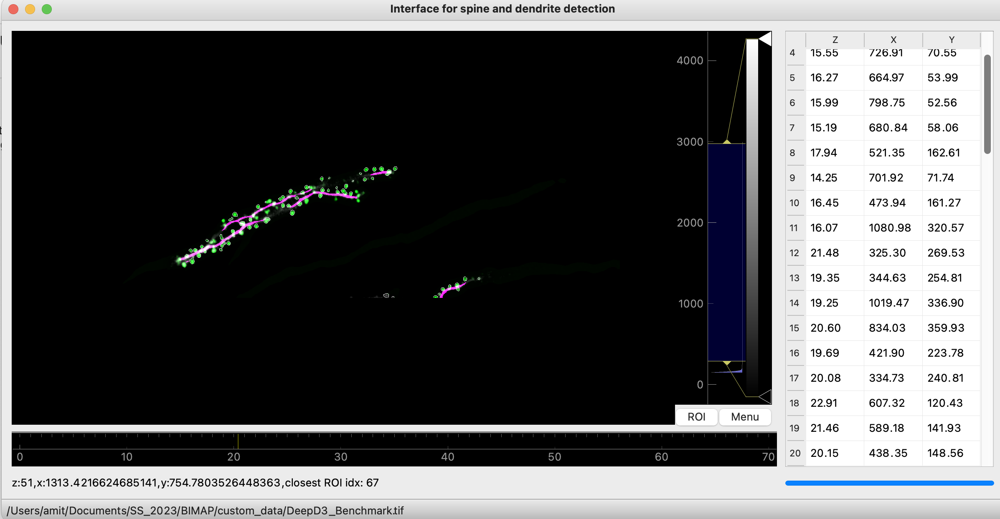 Interface for spine and dendrite detection
4000
3000
2000
1000
0
ROI Menu
0 10 20 30 40 50 60 70
Z X Y
4 15.55 726.91 70.55
5 16.27 664.97 53.99
6 15.99 798.75 52.56
7 15.19 680.84 58.06
8 17.94 521.35 162.61
9 14.25 701.92 71.74
10 16.45 473.94 161.27
11 16.07 1080.98 320.57
12 21.48 325.30 269.53
13 19.35 344.63 254.81
14 19.25 1019.47 336.90
15 20.60 834.03 359.93
16 19.69 421.90 223.78
17 20.08 334.73 240.81
18 22.91 607.32 120.43
19 21.46 589.18 141.93
20 20.15 438.35 148.56
z:51,x:1313.4216624685141,y:754.7803526448363,closest ROI idx: 67
/Users/amit/Documents/SS_2023/BIMAP/custom_data/DeepD3_Benchmark.tif